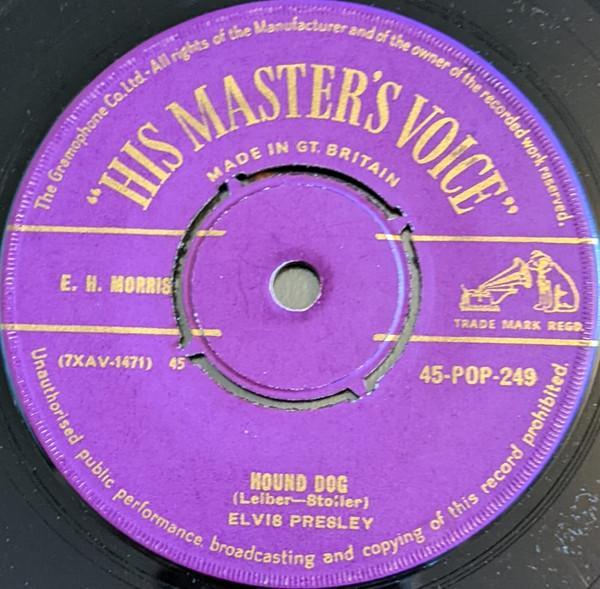 The Gramophone Co. Ltd.- All rights of the Manufacturer and of the owner of the recorded work reserved.
"HIS MASTER'S VOICE"
MADE IN GT. BRITAIN
E. H. MORRIS
TRADE MARK REGD.
(7XAV-1471) 45
45-POP-249
HOUND DOG
(Leiber—Stoller)
ELVIS PRESLEY
Unauthorised public performance, broadcasting and copying of this record prohibited.